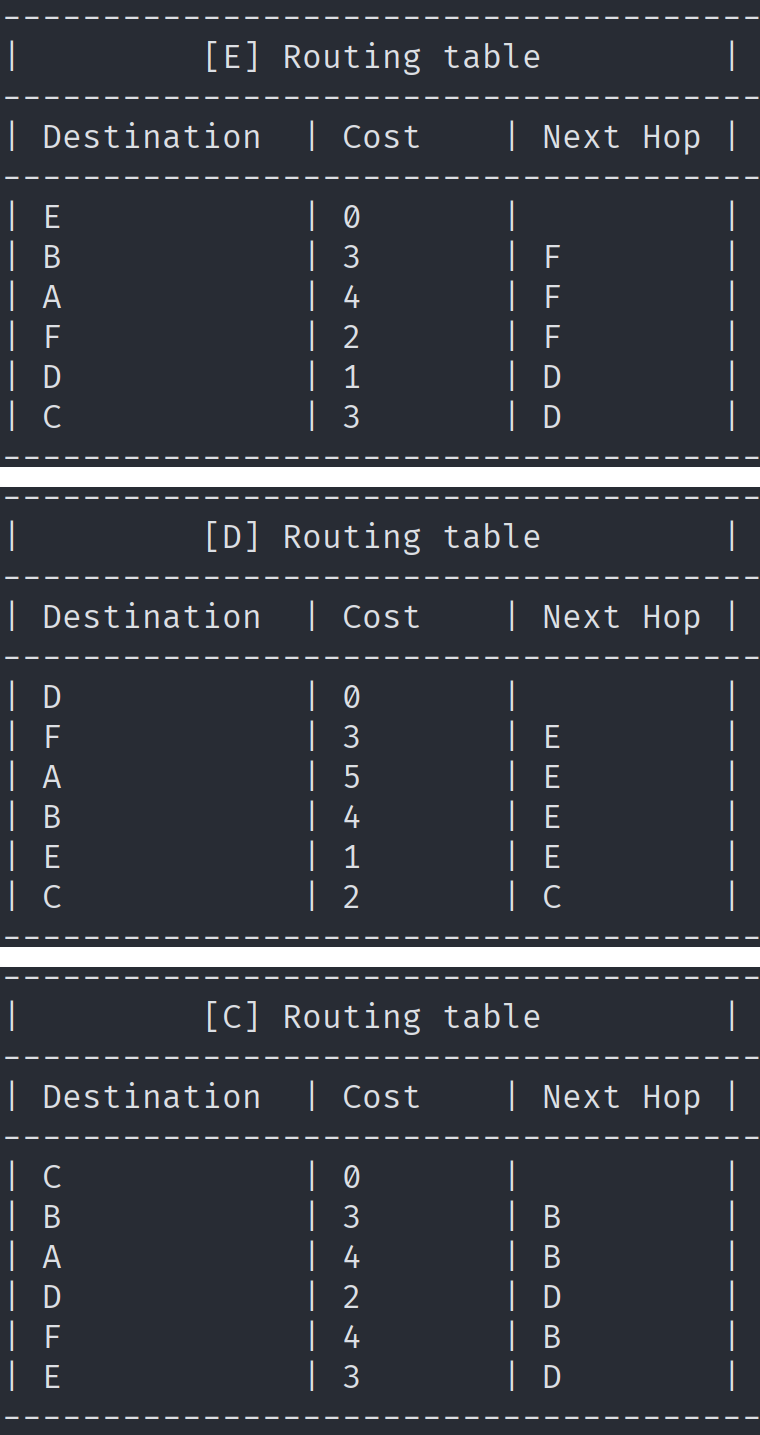 --------------------------------------
|         [E] Routing table         |
--------------------------------------
| Destination  | Cost    | Next Hop |
--------------------------------------
| E            | 0       |          |
| B            | 3       | F        |
| A            | 4       | F        |
| F            | 2       | F        |
| D            | 1       | D        |
| C            | 3       | D        |
--------------------------------------
--------------------------------------
|         [D] Routing table         |
--------------------------------------
| Destination  | Cost    | Next Hop |
--------------------------------------
| D            | 0       |          |
| F            | 3       | E        |
| A            | 5       | E        |
| B            | 4       | E        |
| E            | 1       | E        |
| C            | 2       | C        |
--------------------------------------
--------------------------------------
|         [C] Routing table         |
--------------------------------------
| Destination  | Cost    | Next Hop |
--------------------------------------
| C            | 0       |          |
| B            | 3       | B        |
| A            | 4       | B        |
| D            | 2       | D        |
| F            | 4       | B        |
| E            | 3       | D        |
--------------------------------------